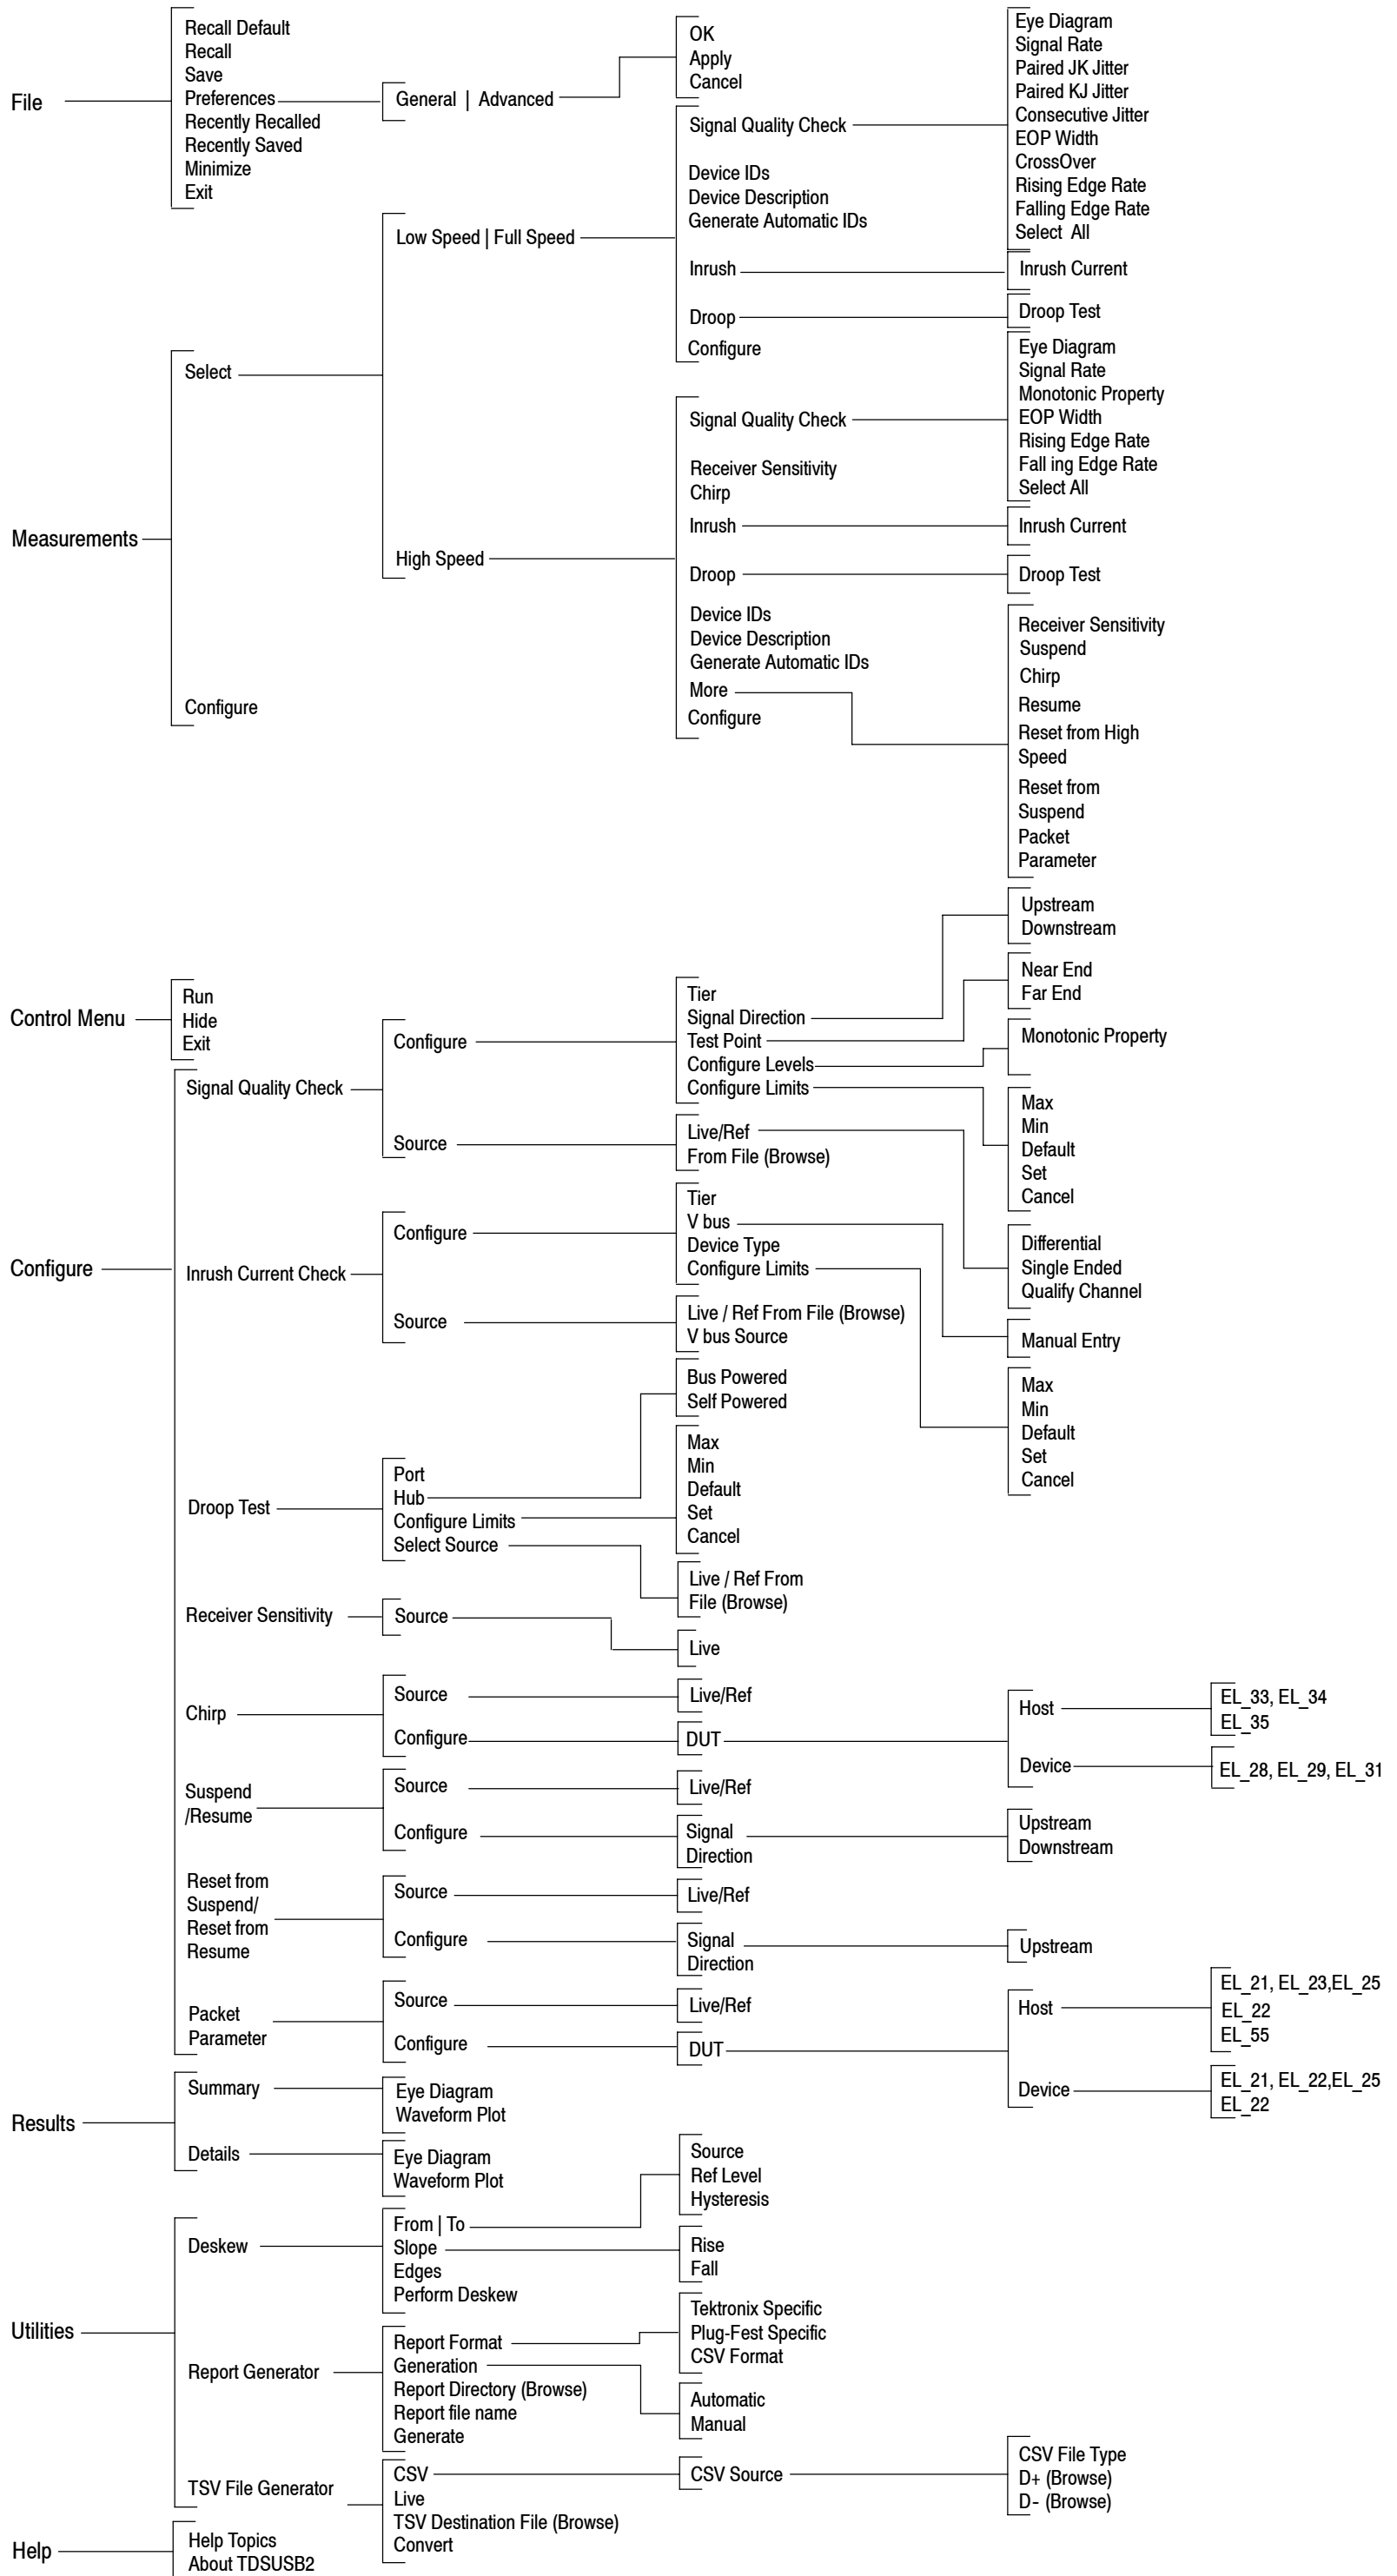 File
Recall Default
Recall
Save
Preferences
Recently Recalled
Recently Saved
Minimize
Exit
General | Advanced
OK
Apply
Cancel
Measurements
Select
Low Speed | Full Speed
Signal Quality Check
Eye Diagram
Signal Rate
Paired JK Jitter
Paired KJ Jitter
Consecutive Jitter
EOP Width
CrossOver
Rising Edge Rate
Falling Edge Rate
Select All
Device IDs
Device Description
Generate Automatic IDs
Inrush
Inrush Current
Droop
Droop Test
Configure
High Speed
Signal Quality Check
Eye Diagram
Signal Rate
Monotonic Property
EOP Width
Rising Edge Rate
Fall ing Edge Rate
Select All
Receiver Sensitivity
Chirp
Inrush
Inrush Current
Droop
Droop Test
Device IDs
Device Description
Generate Automatic IDs
More
Receiver Sensitivity
Suspend
Chirp
Resume
Reset from High
Speed
Reset from
Suspend
Packet
Parameter
Configure
Configure
Control Menu
Run
Hide
Exit
Configure
Signal Quality Check
Configure
Tier
Signal Direction
Upstream
Downstream
Test Point
Near End
Far End
Configure Levels
Monotonic Property
Configure Limits
Max
Min
Default
Set
Cancel
Source
Live/Ref
From File (Browse)
Differential
Single Ended
Qualify Channel
Inrush Current Check
Configure
Tier
V bus
Manual Entry
Device Type
Configure Limits
Max
Min
Default
Set
Cancel
Source
Live / Ref From File (Browse)
V bus Source
Droop Test
Port
Hub
Bus Powered
Self Powered
Configure Limits
Max
Min
Default
Set
Cancel
Select Source
Live / Ref From
File (Browse)
Receiver Sensitivity
Source
Live
Chirp
Source
Live/Ref
Configure
DUT
Host
EL_33, EL_34
EL_35
Device
EL_28, EL_29, EL_31
Suspend
/Resume
Source
Live/Ref
Configure
Signal
Direction
Upstream
Downstream
Reset from
Suspend/
Reset from
Resume
Source
Live/Ref
Configure
Signal
Direction
Upstream
Packet
Parameter
Source
Live/Ref
Configure
DUT
Host
EL_21, EL_23,EL_25
EL_22
EL_55
Device
EL_21, EL_22,EL_25
EL_22
Results
Summary
Eye Diagram
Waveform Plot
Details
Eye Diagram
Waveform Plot
Utilities
Deskew
From | To
Source
Ref Level
Hysteresis
Slope
Rise
Fall
Edges
Perform Deskew
Report Generator
Report Format
Tektronix Specific
Plug-Fest Specific
CSV Format
Generation
Automatic
Manual
Report Directory (Browse)
Report file name
Generate
TSV File Generator
CSV
CSV Source
CSV File Type
D+ (Browse)
D- (Browse)
Live
TSV Destination File (Browse)
Convert
Help
Help Topics
About TDSUSB2